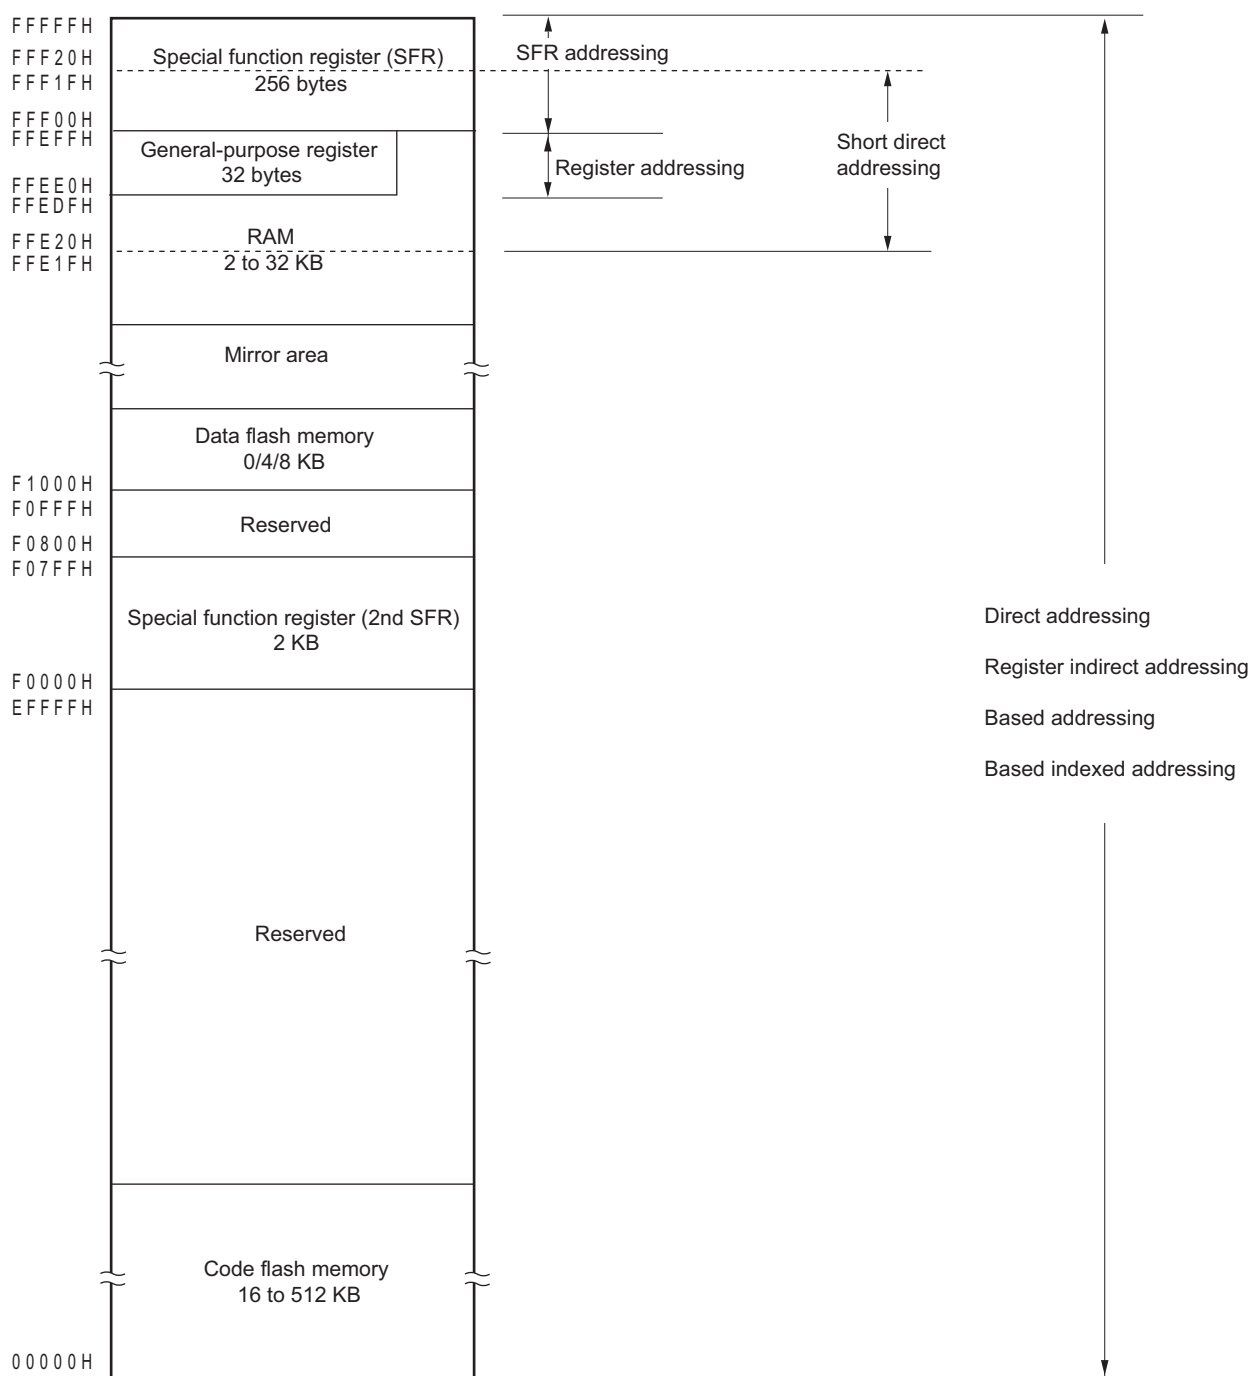 FFFFFH
FFF20H
Special function register (SFR)
SFR addressing
FFF1FH
256 bytes
FFF00H
FFEFFH
General-purpose register
32 bytes
Register addressing
Short direct
addressing
FFEE0H
FFEDFH
FFE20H
RAM
FFE1FH
2 to 32 KB
Mirror area
Data flash memory
0/4/8 KB
F1000H
F0FFFH
Reserved
F0800H
F07FFH
Special function register (2nd SFR)
2 KB
Direct addressing
Register indirect addressing
Based addressing
Based indexed addressing
F0000H
EFFFFH
Reserved
Code flash memory
16 to 512 KB
00000H